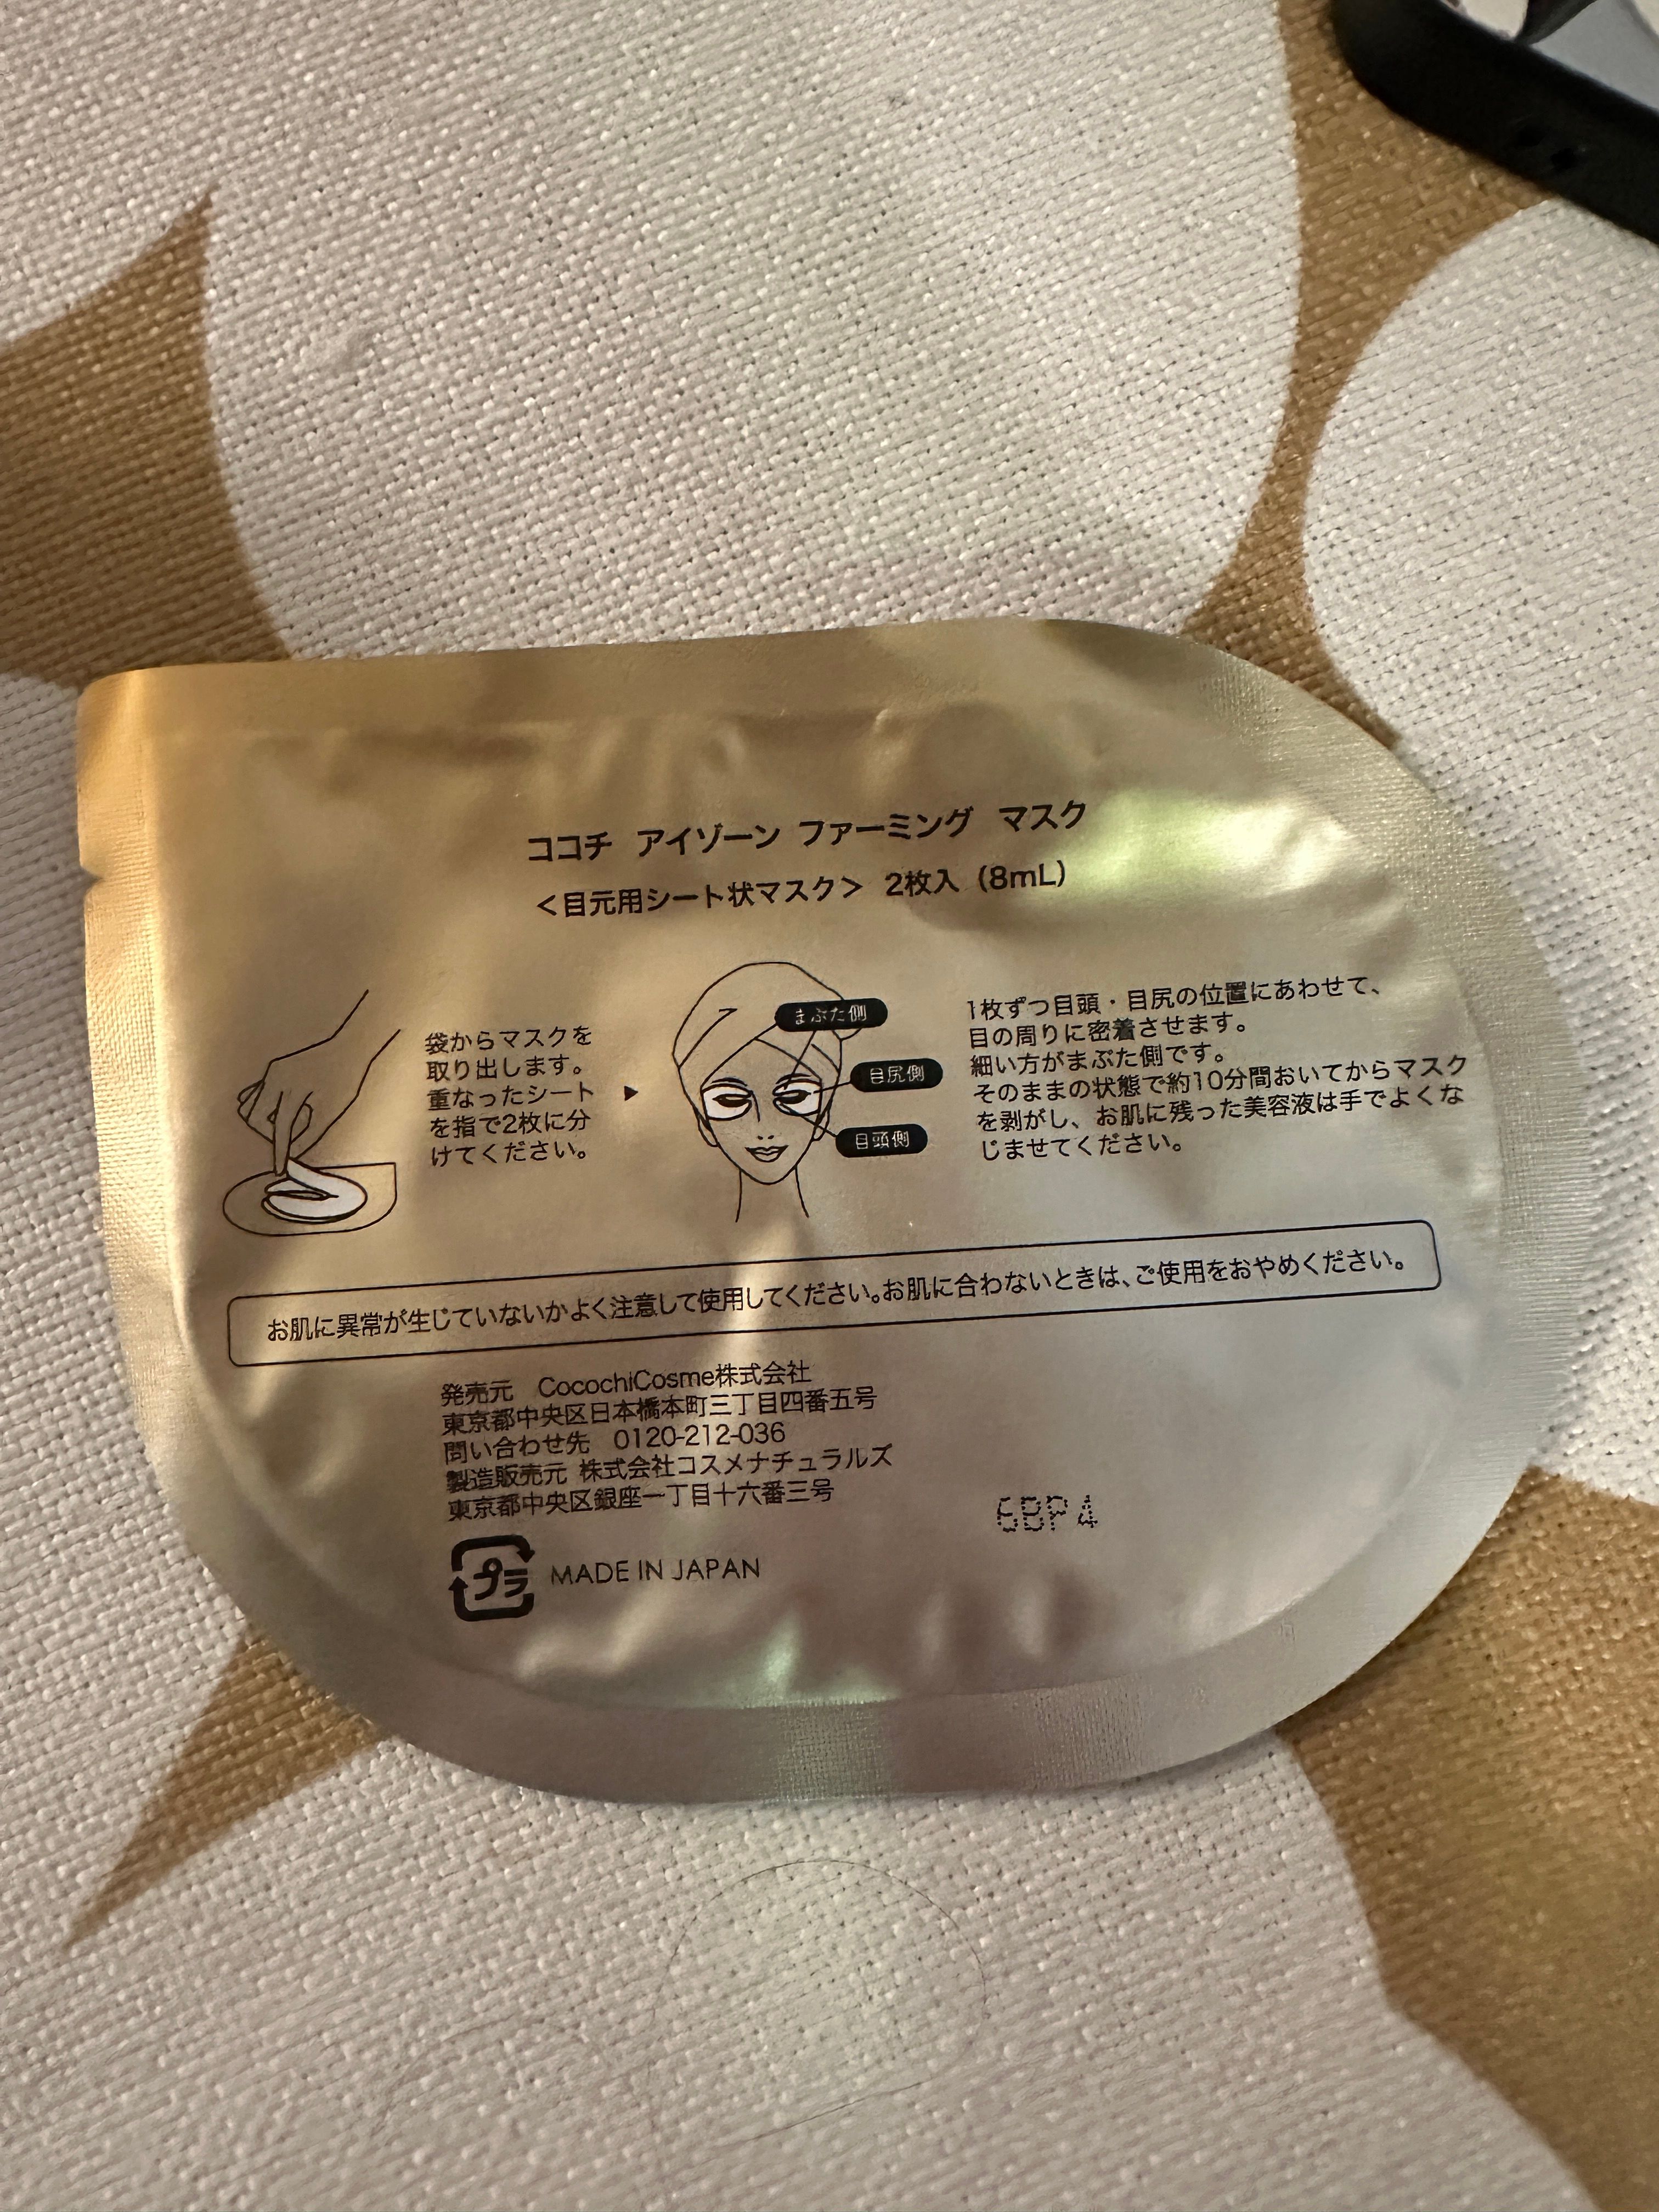 ココチ アイゾーン ファーミング マスク
＜目元用シート状マスク＞ 2枚入（8mL）
袋からマスクを
取り出します。
重なったシート
を指で2枚に分
けてください。
まぶた側
目尻側
目頭側
1枚ずつ目頭・目尻の位置にあわせて、
目の周りに密着させます。
細い方がまぶた側です。
そのままの状態で約10分間おいてからマスク
を剥がし、お肌に残った美容液は手でよくな
じませてください。
お肌に異常が生じていないかよく注意して使用してください。お肌に合わないときは、ご使用をおやめください。
発売元 CocochiCosme株式会社
東京都中央区日本橋本町三丁目四番五号
問い合わせ先 0120-212-036
製造販売元 株式会社コスメナチュラルズ
東京都中央区銀座一丁目十六番三号
プラ MADE IN JAPAN
6BP4